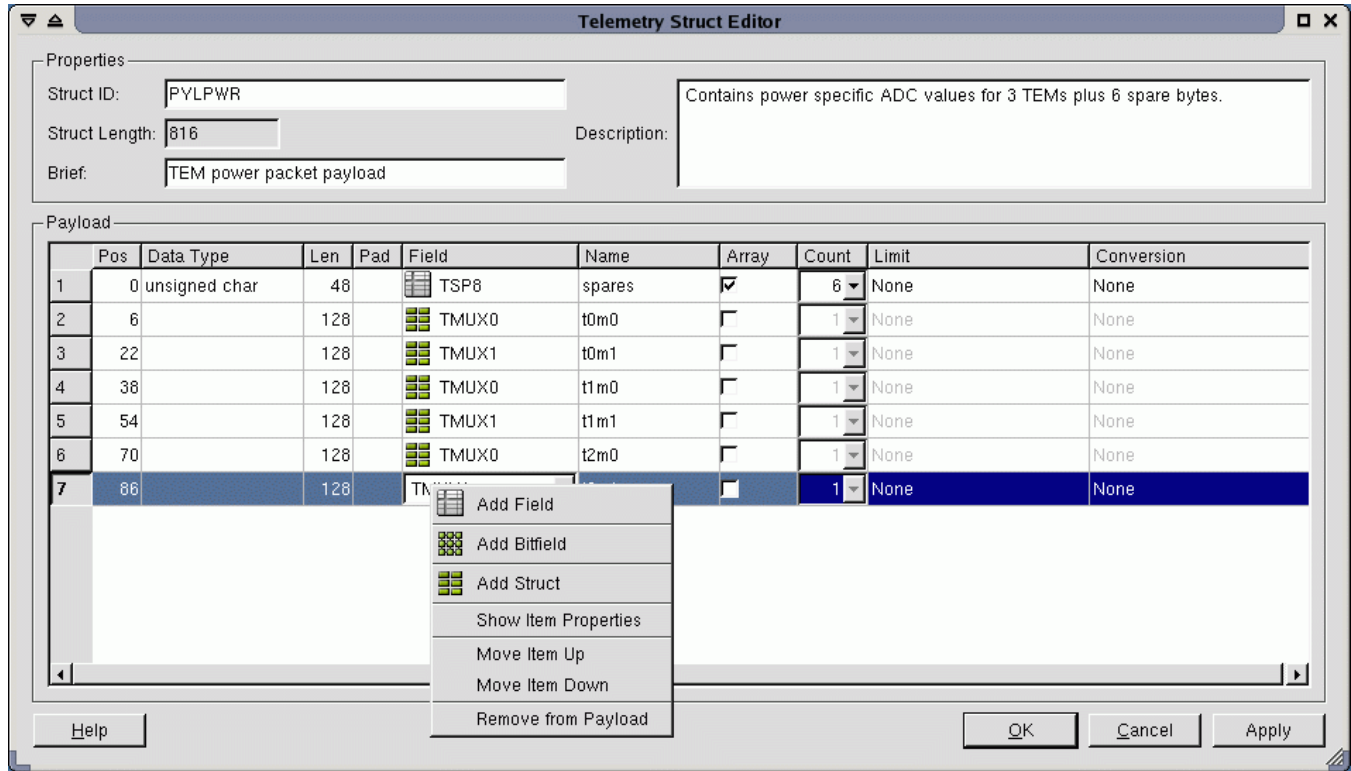 Telemetry Struct Editor
Properties
Struct ID: PYLPWR
Struct Length: 816
Brief: TEM power packet payload
Description: Contains power specific ADC values for 3 TEMs plus 6 spare bytes.
Payload
Pos Data Type Len Pad Field Name Array Count Limit Conversion
1 0 unsigned char 48 TSP8 spares 6 None None
2 6 128 TMUX0 t0m0 1 None None
3 22 128 TMUX1 t0m1 1 None None
4 38 128 TMUX0 t1m0 1 None None
5 54 128 TMUX1 t1m1 1 None None
6 70 128 TMUX0 t2m0 1 None None
7 86 128 1 None None
Add Field
Add Bitfield
Add Struct
Show Item Properties
Move Item Up
Move Item Down
Remove from Payload
Help OK Cancel Apply